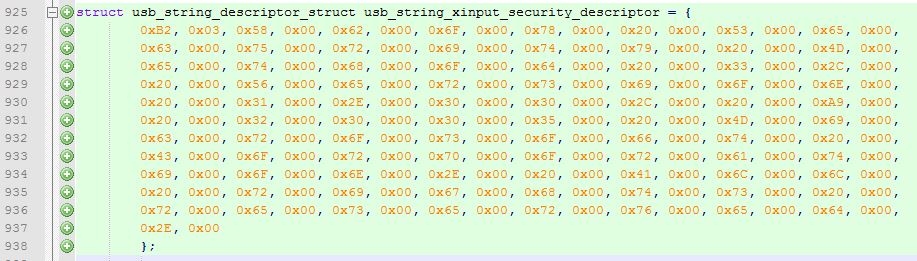 925 struct usb_string_descriptor_struct usb_string_xinput_security_descriptor = {
926 0xB2, 0x03, 0x58, 0x00, 0x62, 0x00, 0x6F, 0x00, 0x78, 0x00, 0x20, 0x00, 0x53, 0x00, 0x65, 0x00,
927 0x63, 0x00, 0x75, 0x00, 0x72, 0x00, 0x69, 0x00, 0x74, 0x00, 0x79, 0x00, 0x20, 0x00, 0x4D, 0x00,
928 0x65, 0x00, 0x74, 0x00, 0x68, 0x00, 0x6F, 0x00, 0x64, 0x00, 0x20, 0x00, 0x33, 0x00, 0x2C, 0x00,
929 0x20, 0x00, 0x56, 0x00, 0x65, 0x00, 0x72, 0x00, 0x73, 0x00, 0x69, 0x00, 0x6F, 0x00, 0x6E, 0x00,
930 0x20, 0x00, 0x31, 0x00, 0x2E, 0x00, 0x30, 0x00, 0x30, 0x00, 0x2C, 0x00, 0x20, 0x00, 0xA9, 0x00,
931 0x20, 0x00, 0x32, 0x00, 0x30, 0x00, 0x30, 0x00, 0x35, 0x00, 0x20, 0x00, 0x4D, 0x00, 0x69, 0x00,
932 0x63, 0x00, 0x72, 0x00, 0x6F, 0x00, 0x73, 0x00, 0x6F, 0x00, 0x66, 0x00, 0x74, 0x00, 0x20, 0x00,
933 0x43, 0x00, 0x6F, 0x00, 0x72, 0x00, 0x70, 0x00, 0x6F, 0x00, 0x72, 0x00, 0x61, 0x00, 0x74, 0x00,
934 0x69, 0x00, 0x6F, 0x00, 0x6E, 0x00, 0x2E, 0x00, 0x20, 0x00, 0x41, 0x00, 0x6C, 0x00, 0x6C, 0x00,
935 0x20, 0x00, 0x72, 0x00, 0x69, 0x00, 0x67, 0x00, 0x68, 0x00, 0x74, 0x00, 0x73, 0x00, 0x20, 0x00,
936 0x72, 0x00, 0x65, 0x00, 0x73, 0x00, 0x65, 0x00, 0x72, 0x00, 0x76, 0x00, 0x65, 0x00, 0x64, 0x00,
937 0x2E, 0x00
938 };